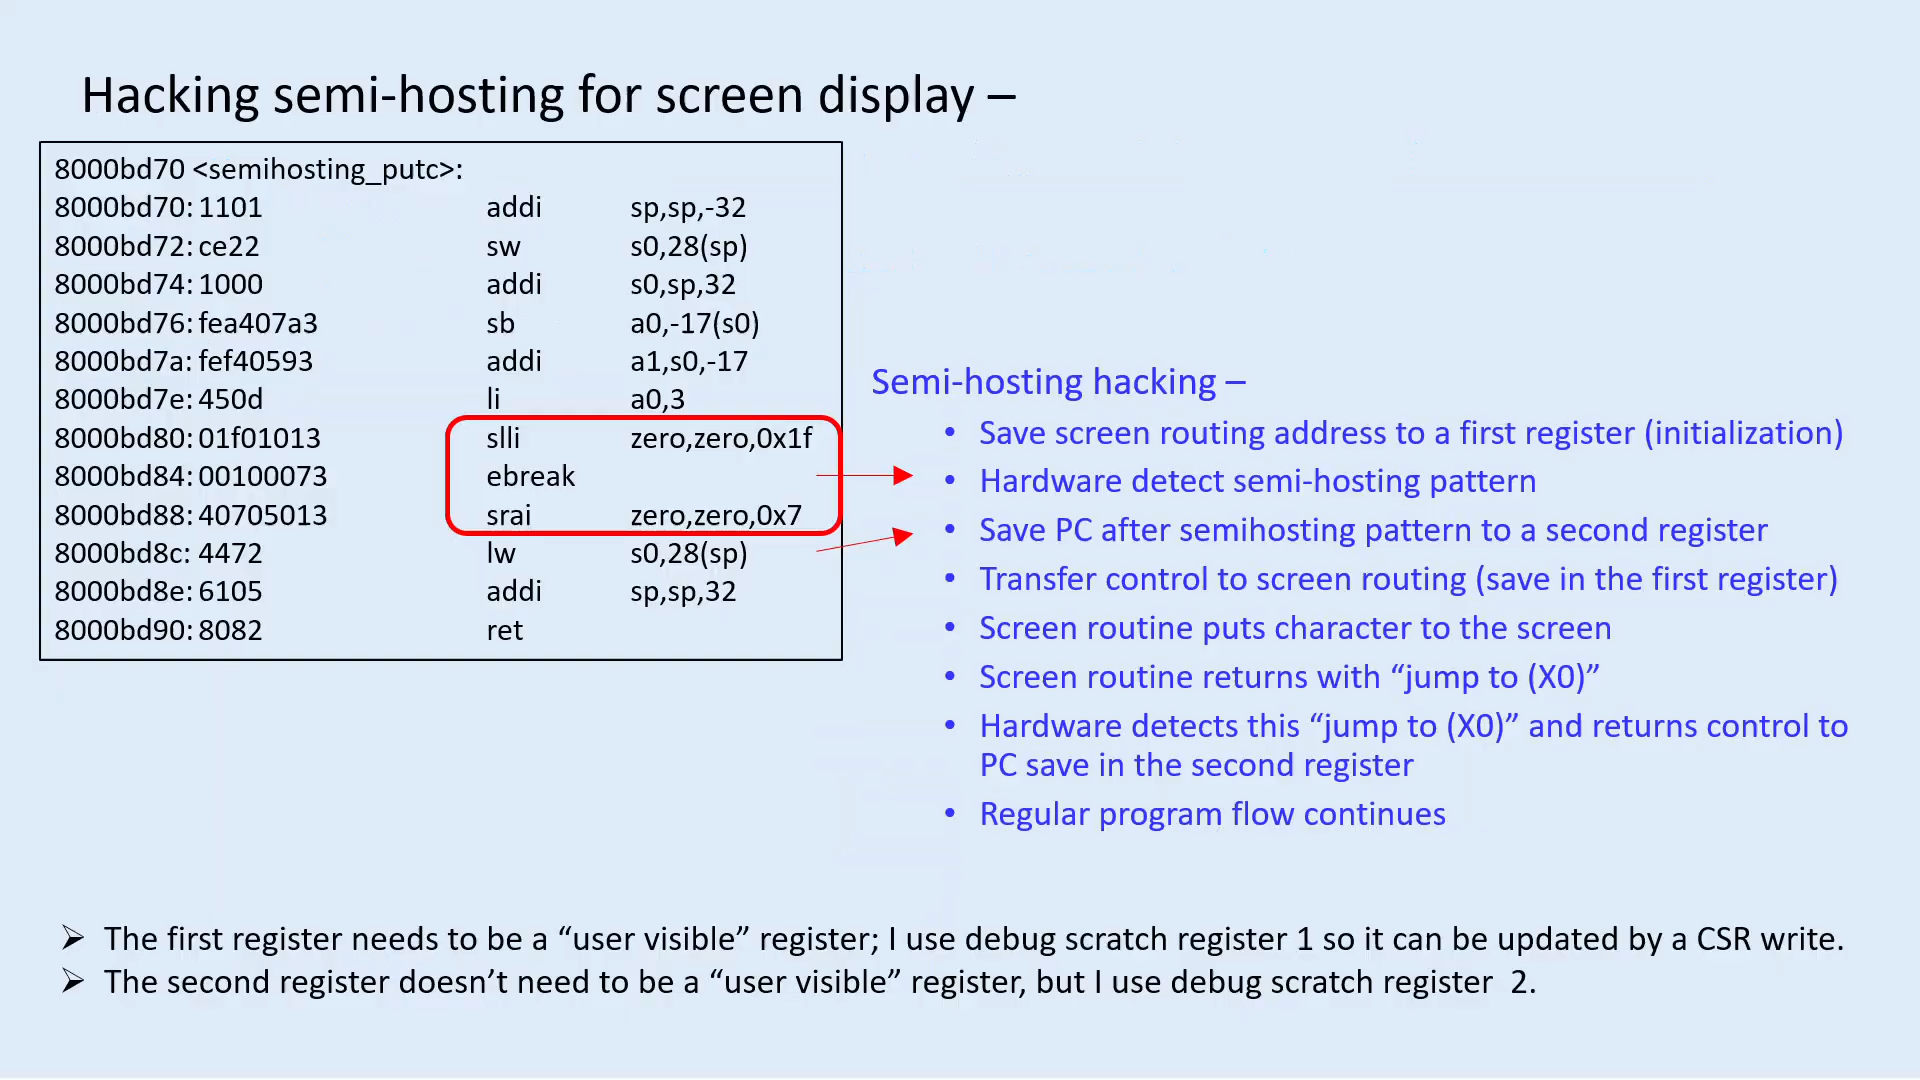 Hacking semi-hosting for screen display –
8000bd70 <semihosting_putc>:
8000bd70: 1101 addi sp,sp,-32
8000bd72: ce22 sw s0,28(sp)
8000bd74: 1000 addi s0,sp,32
8000bd76: fea407a3 sb a0,-17(s0)
8000bd7a: fef40593 addi a1,s0,-17
8000bd7e: 450d li a0,3
8000bd80: 01f01013 slli zero,zero,0x1f
8000bd84: 00100073 ebreak
8000bd88: 40705013 srai zero,zero,0x7
8000bd8c: 4472 lw s0,28(sp)
8000bd8e: 6105 addi sp,sp,32
8000bd90: 8082 ret
Semi-hosting hacking –
• Save screen routing address to a first register (initialization)
• Hardware detect semi-hosting pattern
• Save PC after semihosting pattern to a second register
• Transfer control to screen routing (save in the first register)
• Screen routine puts character to the screen
• Screen routine returns with “jump to (X0)”
• Hardware detects this “jump to (X0)” and returns control to
PC save in the second register
• Regular program flow continues
➢ The first register needs to be a “user visible” register; I use debug scratch register 1 so it can be updated by a CSR write.
➢ The second register doesn’t need to be a “user visible” register, but I use debug scratch register 2.